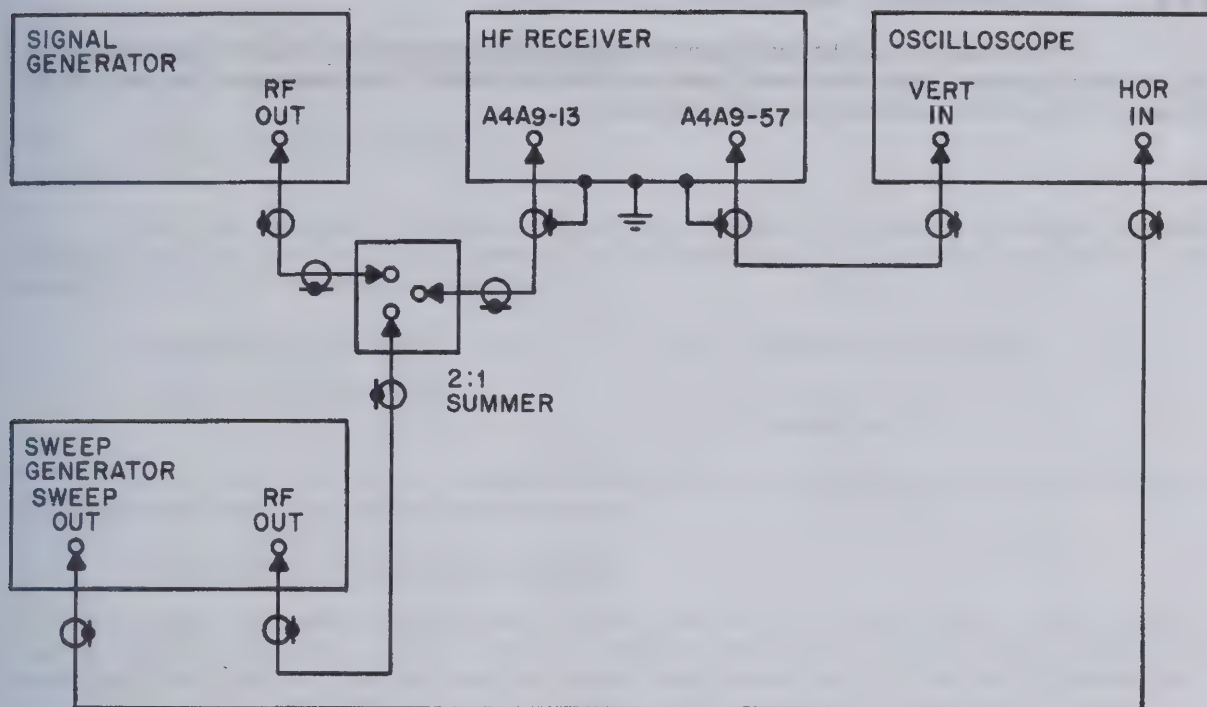 SIGNAL
GENERATOR
RF
OUT
HF RECEIVER
A4A9-13
A4A9-57
OSCILLOSCOPE
VERT
IN
HOR
IN
2:1
SUMMER
SWEEP
GENERATOR
SWEEP
OUT
RF
OUT